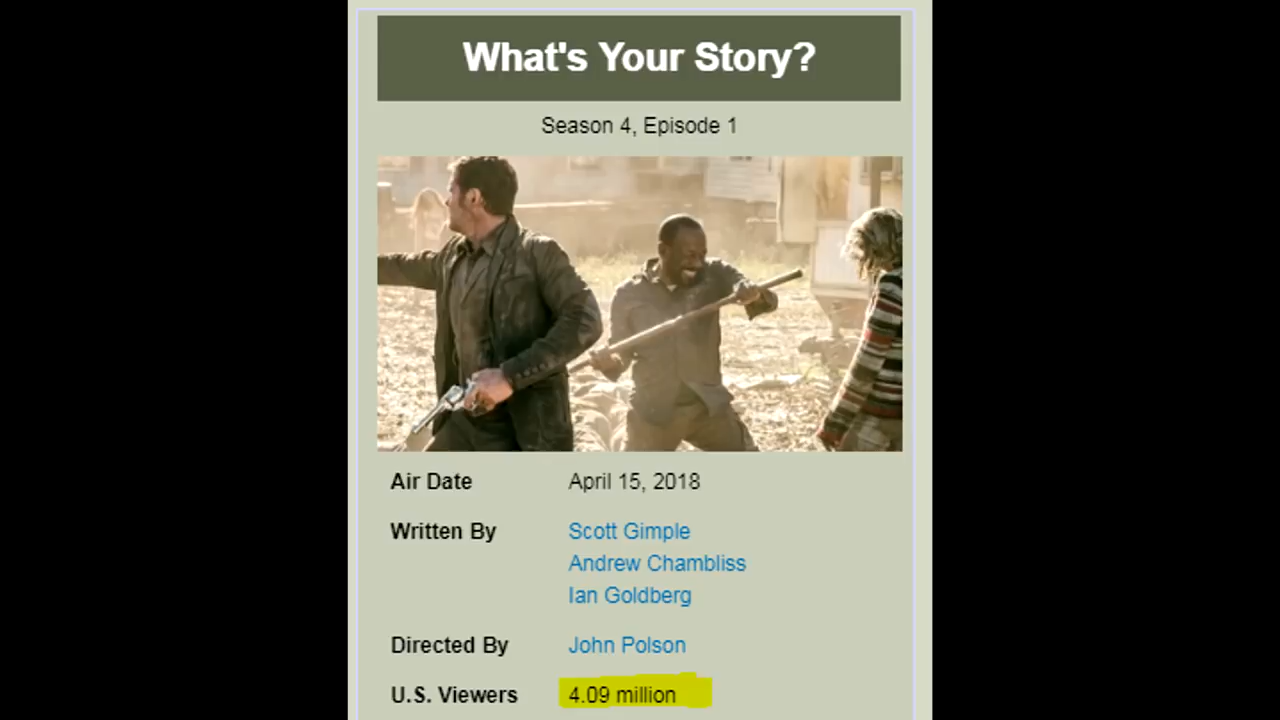 What's Your Story?
Season 4, Episode 1
Air Date April 15, 2018
Written By Scott Gimple
Andrew Chambliss
Ian Goldberg
Directed By John Polson
U.S. Viewers 4.09 million